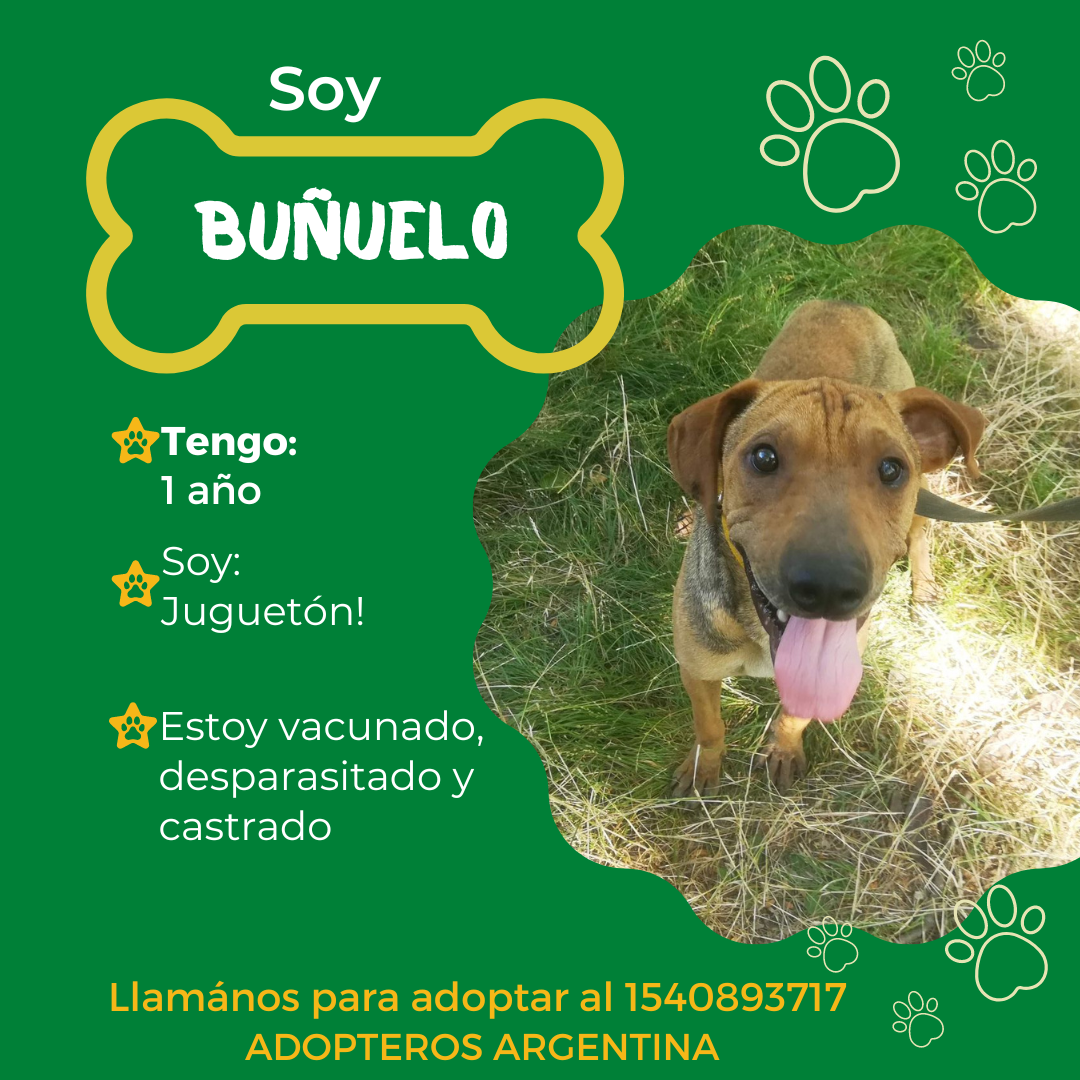 Soy
BUÑUELO
Tengo:
1 año
Soy:
Juguetón!
Estoy vacunado,
desparasitado y
castrado
Llamános para adoptar al 1540893717
ADOPTEROS ARGENTINA